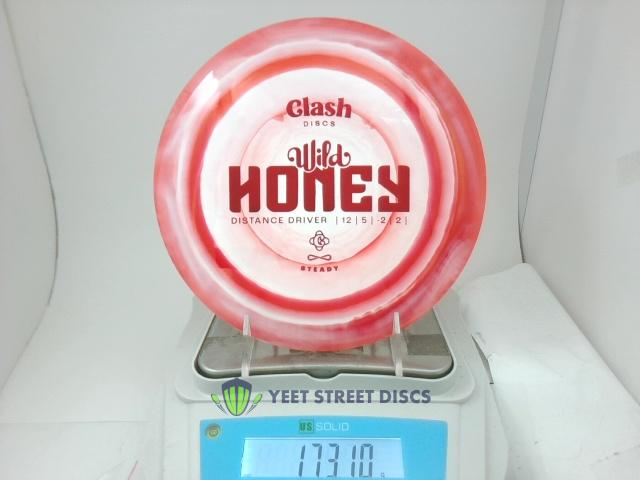 Clash
DISCS
Wild
HONEY
DISTANCE DRIVER | 12 | 5 | -2 | 2 |
STEADY
YEET STREET DISCS
US SOLID
173.10 g